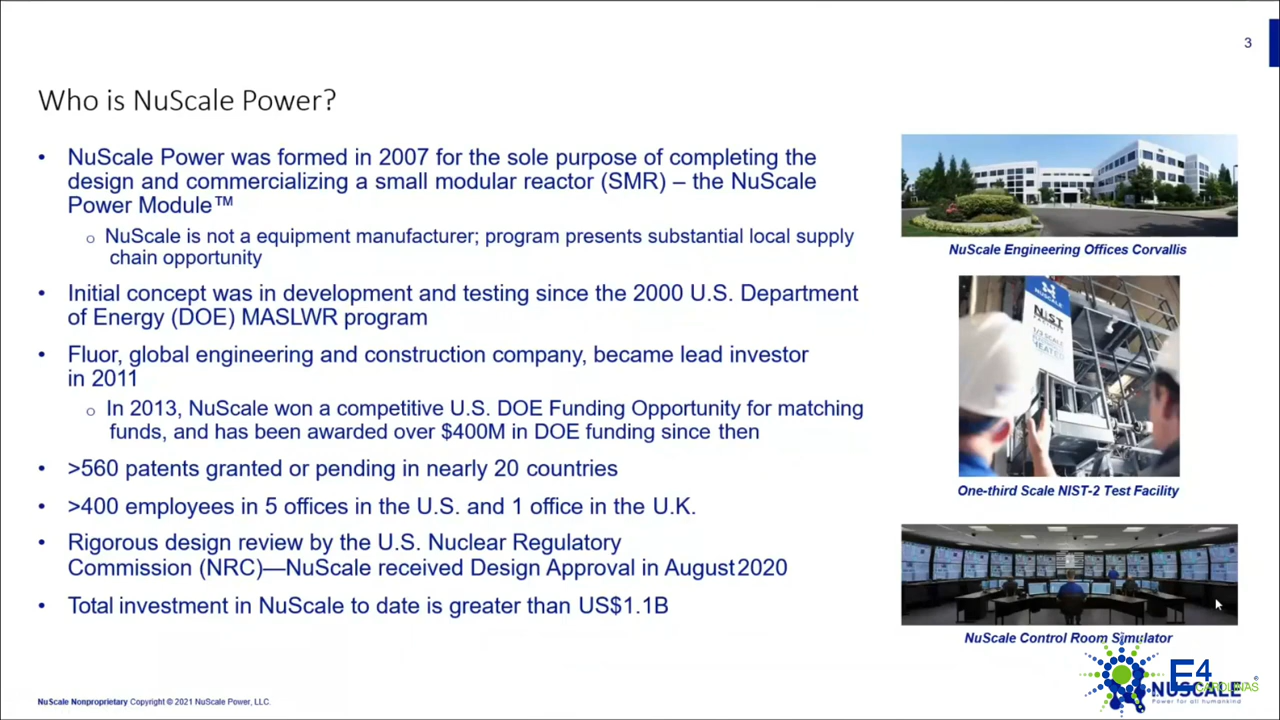 3
Who is NuScale Power?
• NuScale Power was formed in 2007 for the sole purpose of completing the
design and commercializing a small modular reactor (SMR) – the NuScale
Power Module™
o NuScale is not a equipment manufacturer; program presents substantial local supply
chain opportunity
• Initial concept was in development and testing since the 2000 U.S. Department
of Energy (DOE) MASLWR program
• Fluor, global engineering and construction company, became lead investor
in 2011
o In 2013, NuScale won a competitive U.S. DOE Funding Opportunity for matching
funds, and has been awarded over $400M in DOE funding since then
• >560 patents granted or pending in nearly 20 countries
• >400 employees in 5 offices in the U.S. and 1 office in the U.K.
• Rigorous design review by the U.S. Nuclear Regulatory
Commission (NRC)—NuScale received Design Approval in August 2020
• Total investment in NuScale to date is greater than US$1.1B
NuScale Engineering Offices Corvallis
NUSCALE
NIST
1/3 SCALE
HEATED
One-third Scale NIST-2 Test Facility
NuScale Control Room Simulator
E4
CAROLINAS
®
NUSCALE
Power for all humankind
NuScale Nonproprietary Copyright © 2021 NuScale Power, LLC.